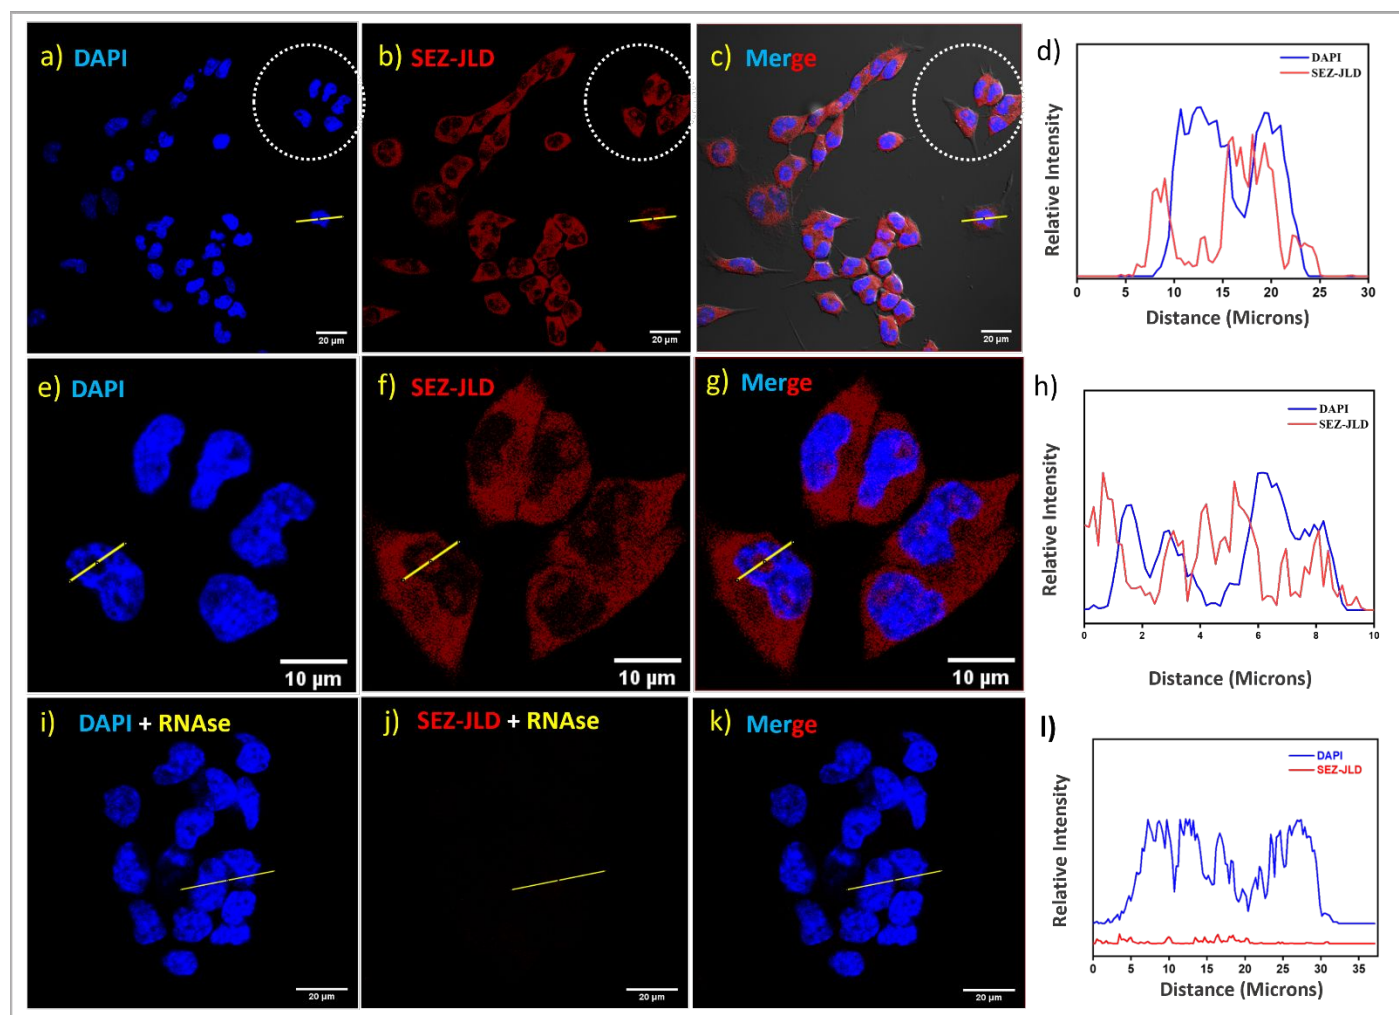 a) DAPI
20 µm
b) SEZ-JLD
20 µm
c) Merge
20 µm
d)
DAPI
SEZ-JLD
Relative Intensity
0 5 10 15 20 25 30
Distance (Microns)
e) DAPI
10 µm
f) SEZ-JLD
10 µm
g) Merge
10 µm
h)
DAPI
SEZ-JLD
Relative Intensity
0 2 4 6 8 10
Distance (Microns)
i) DAPI + RNAse
20 µm
j) SEZ-JLD + RNAse
20 µm
k) Merge
20 µm
l)
DAPI
SEZ-JLD
Relative Intensity
0 5 10 15 20 25 30 35
Distance (Microns)